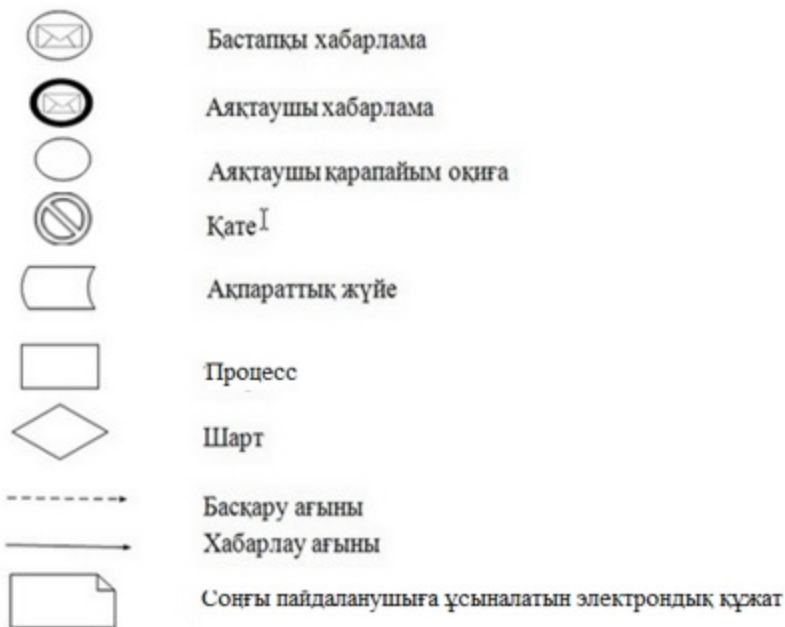 Бастапқы хабарлама
Аяқтаушы хабарлама
Аяқтаушы қарапайым оқиға
Қате
Ақпараттық жүйе
Процесс
Шарт
Басқару ағыны
Хабарлау ағыны
Соңғы пайдаланушыға ұсыналатын электрондық құжат